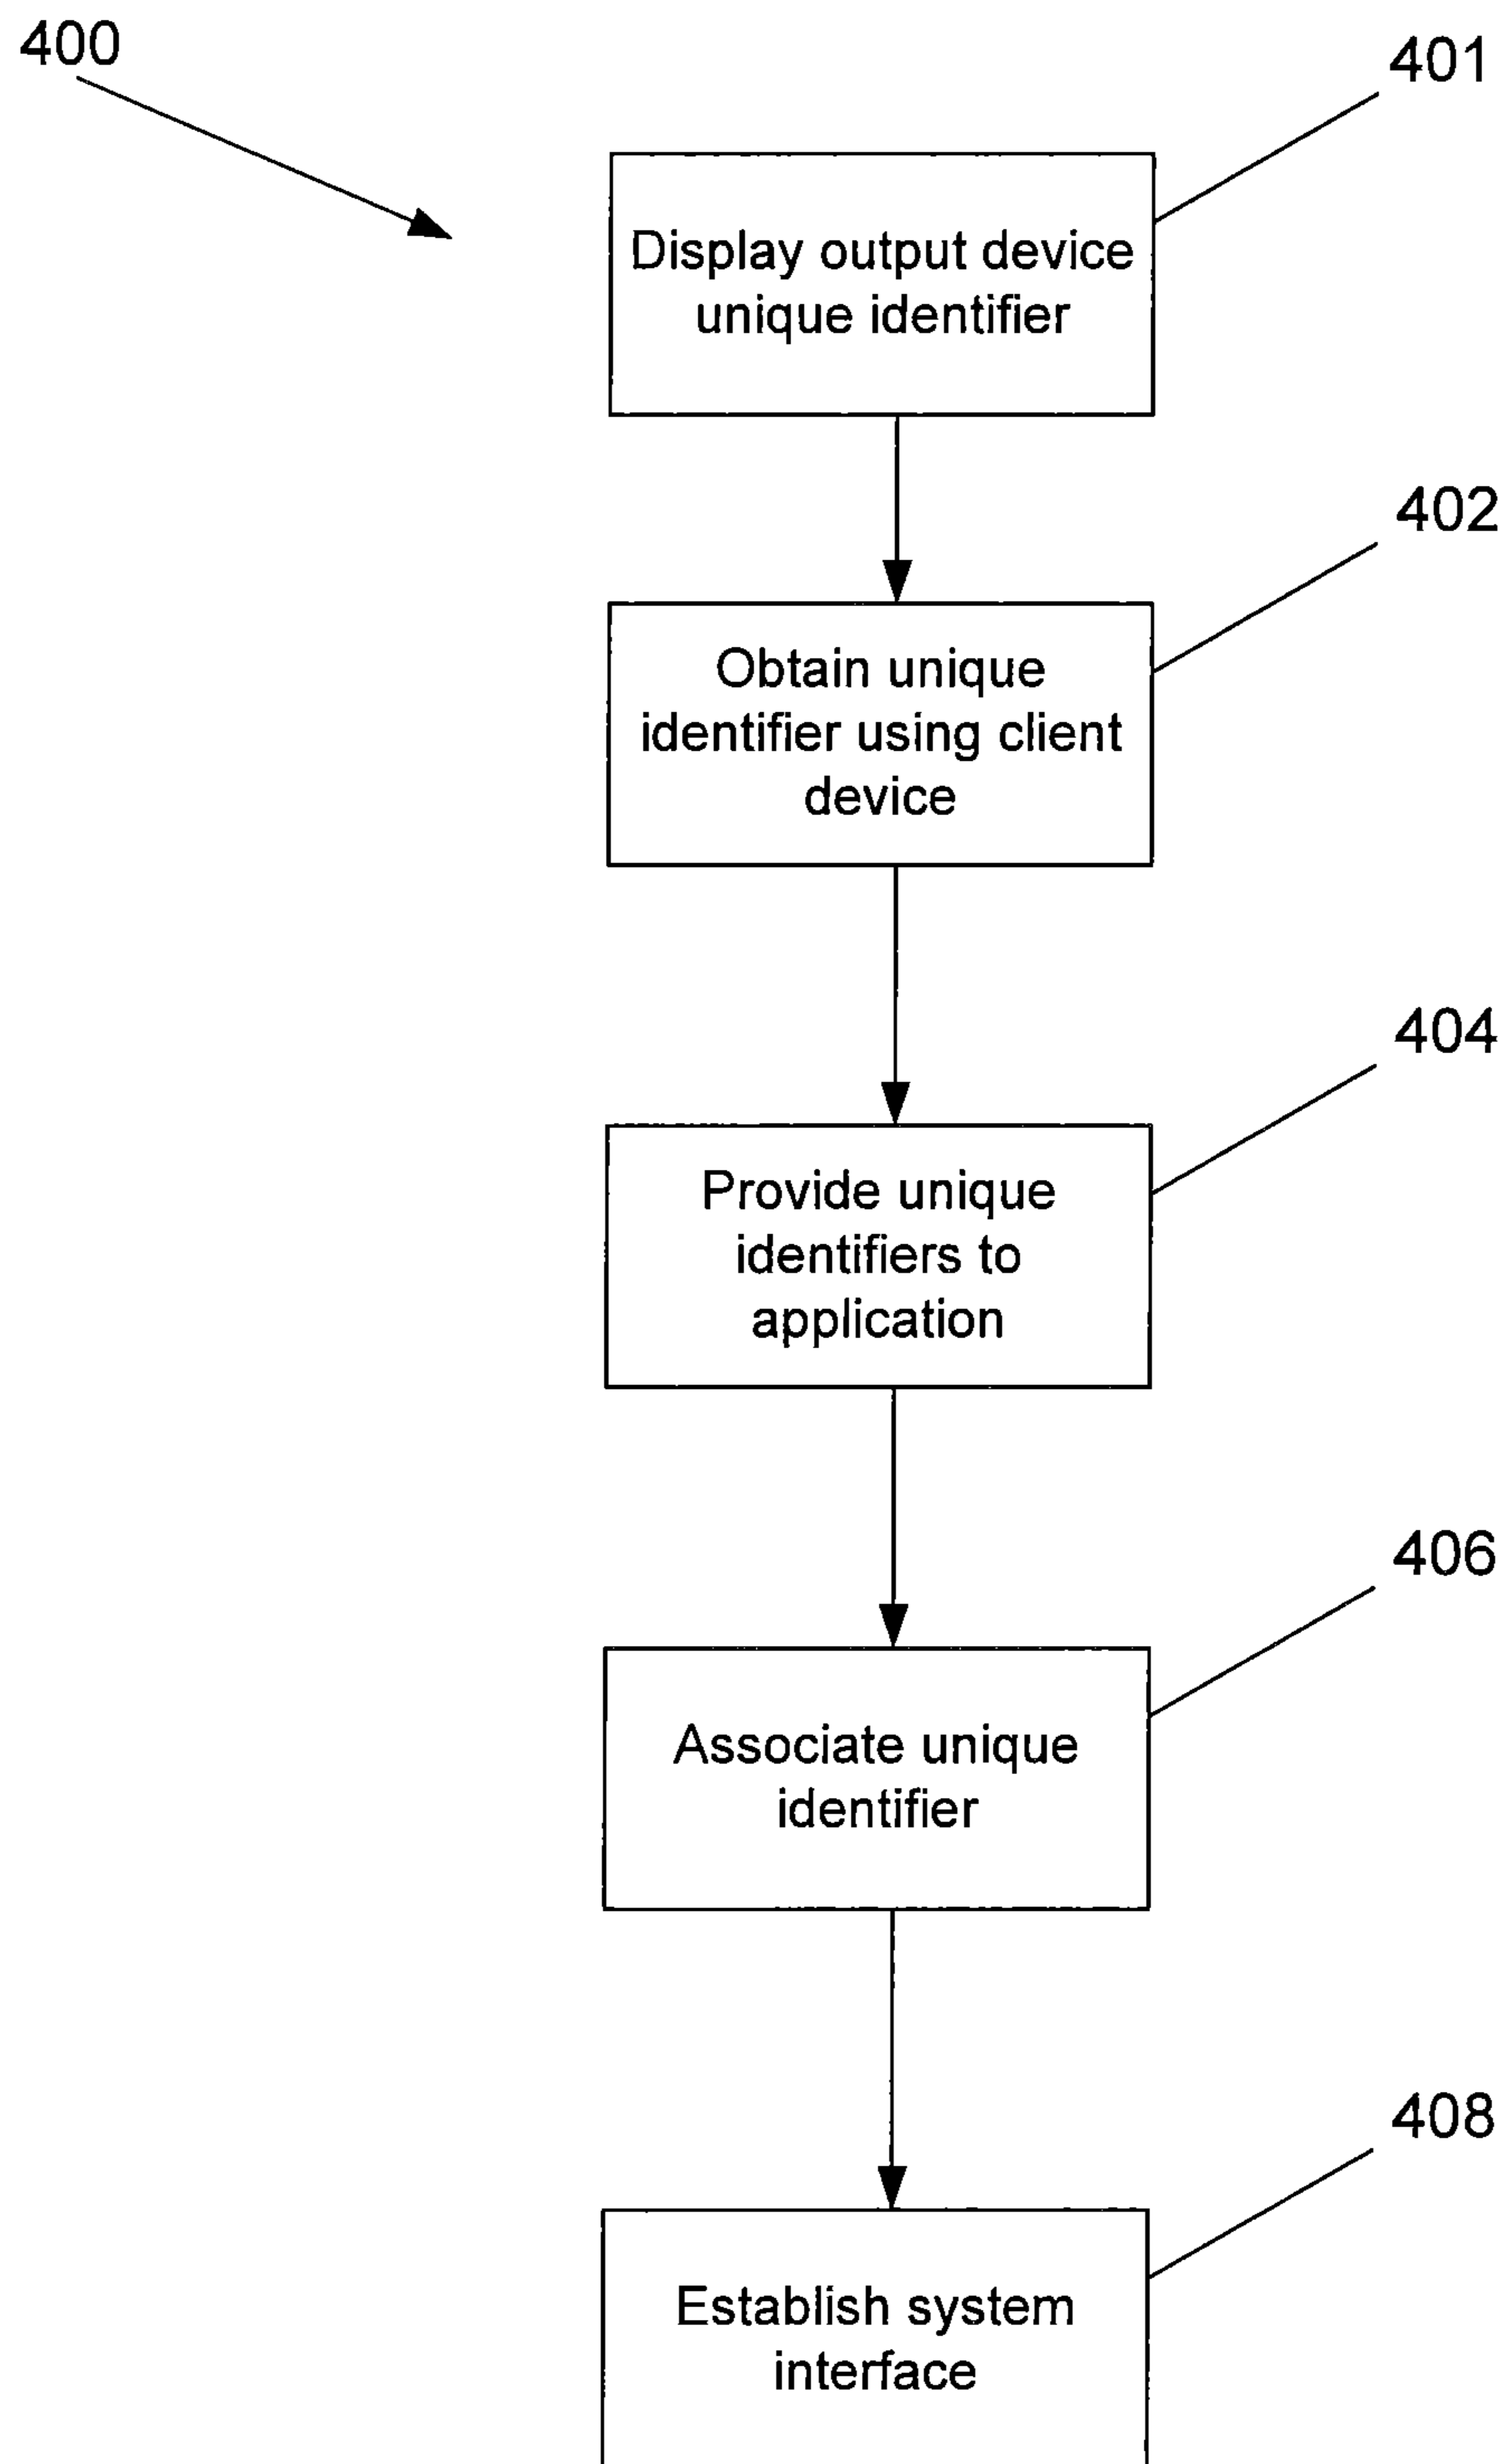 400
401
Display output device
unique identifier
402
Obtain unique
identifier using client
device
404
Provide unique
identifiers to
application
406
Associate unique
identifier
408
Establish system
interface